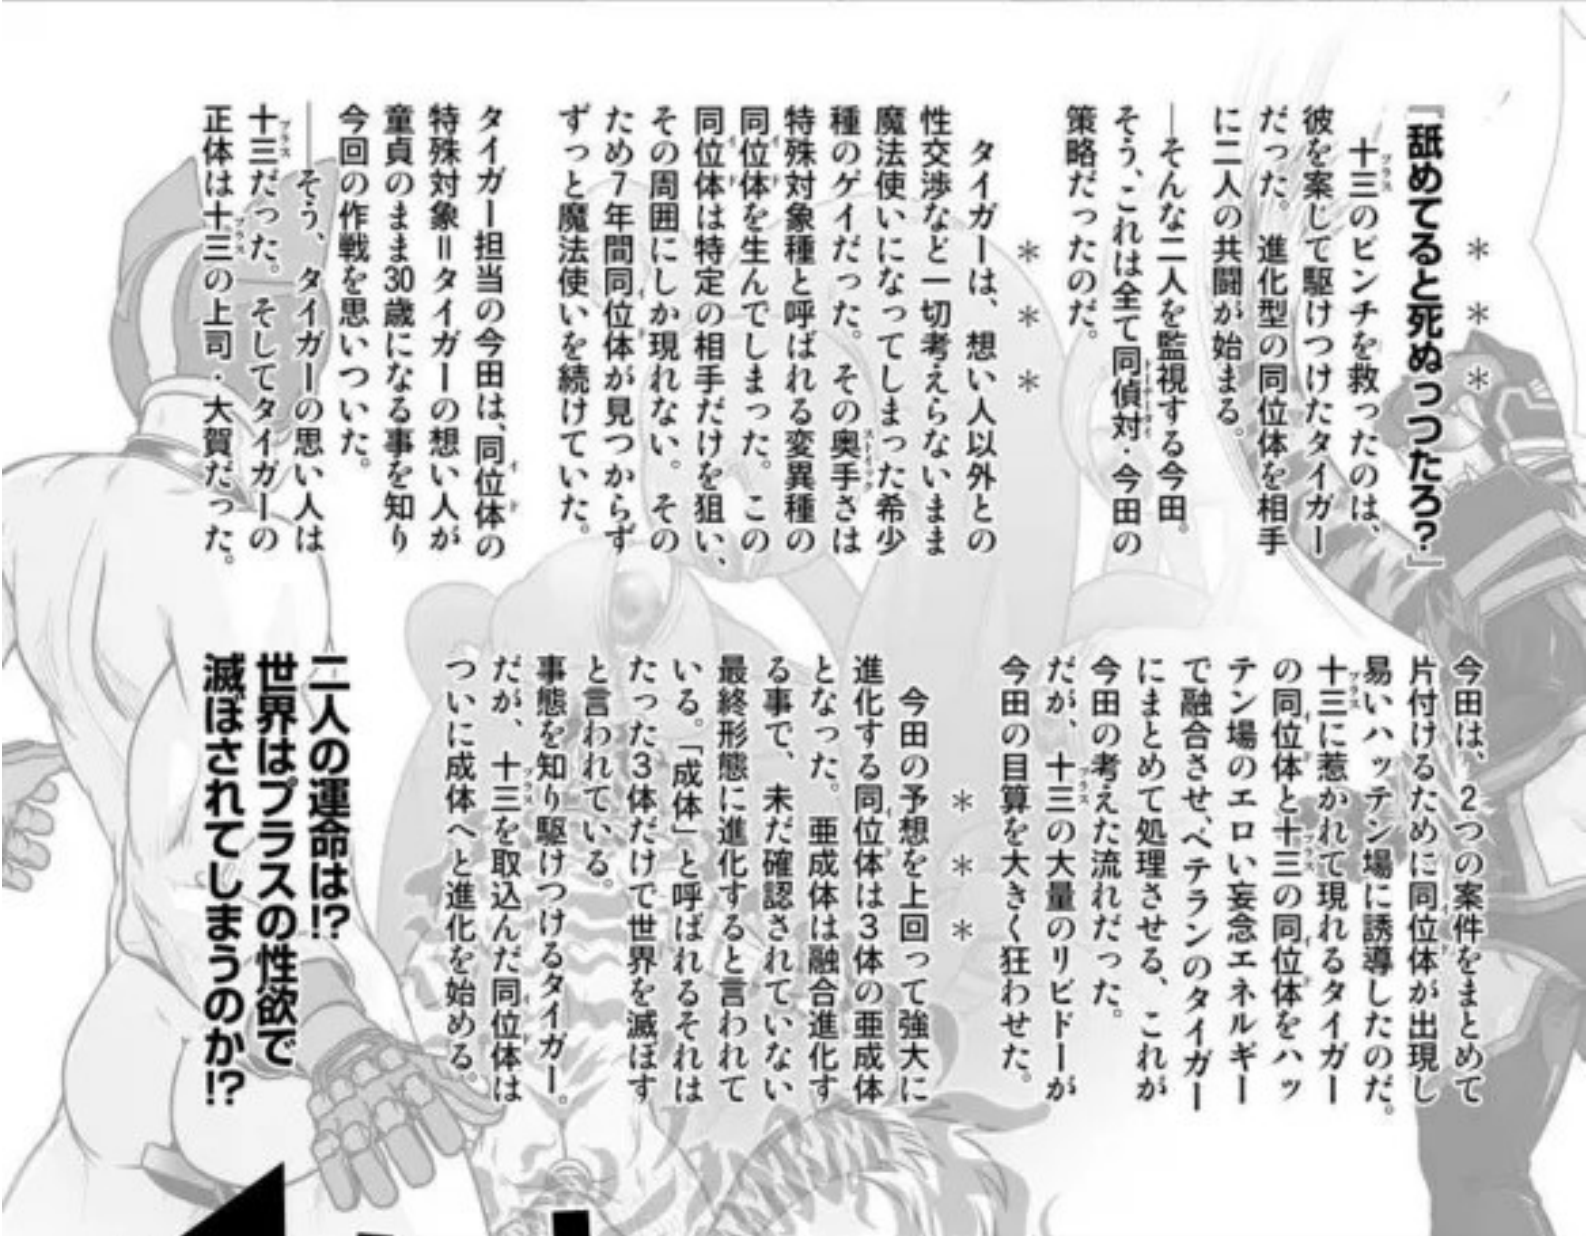 ＊　＊　＊
『舐めてると死ぬっつたろ？』
十三のピンチを救ったのは、
彼を案じて駆けつけたタイガー
だった。進化型の同位体を相手
に二人の共闘が始まる。
―そんな二人を監視する今田。
そう、これは全て同偵対・今田の
策略だったのだ。
＊　＊　＊
タイガーは、想い人以外との
性交渉など一切考えらないまま
魔法使いになってしまった希少
種のゲイだった。その奥手さは
特殊対象種と呼ばれる変異種の
同位体を生んでしまった。この
同位体は特定の相手だけを狙い、
その周囲にしか現れない。その
ため7年間同位体が見つからず
ずっと魔法使いを続けていた。
タイガー担当の今田は、同位体の
特殊対象＝タイガーの想い人が
童貞のまま30歳になる事を知り
今回の作戦を思いついた。
――そう、タイガーの思い人は
十三だった。そしてタイガーの
正体は十三の上司・大賀だった。
今田は、2つの案件をまとめて
片付けるために同位体が出現し
易いハッテン場に誘導したのだ。
十三に惹かれて現れるタイガー
の同位体と十三の同位体をハッ
テン場のエロい妄念エネルギー
で融合させ、ベテランのタイガー
にまとめて処理させる、これが
今田の考えた流れだった。
だが、十三の大量のリビドーが
今田の目算を大きく狂わせた。
＊　＊　＊
今田の予想を上回って強大に
進化する同位体は3体の亜成体
となった。亜成体は融合進化す
る事で、未だ確認されていない
最終形態に進化すると言われて
いる。「成体」と呼ばれるそれは
たった3体だけで世界を滅ぼす
と言われている。
事態を知り駆けつけるタイガー。
だが、十三を取込んだ同位体は
ついに成体へと進化を始める。
二人の運命は!?
世界はプラスの性欲で
滅ぼされてしまうのか!?